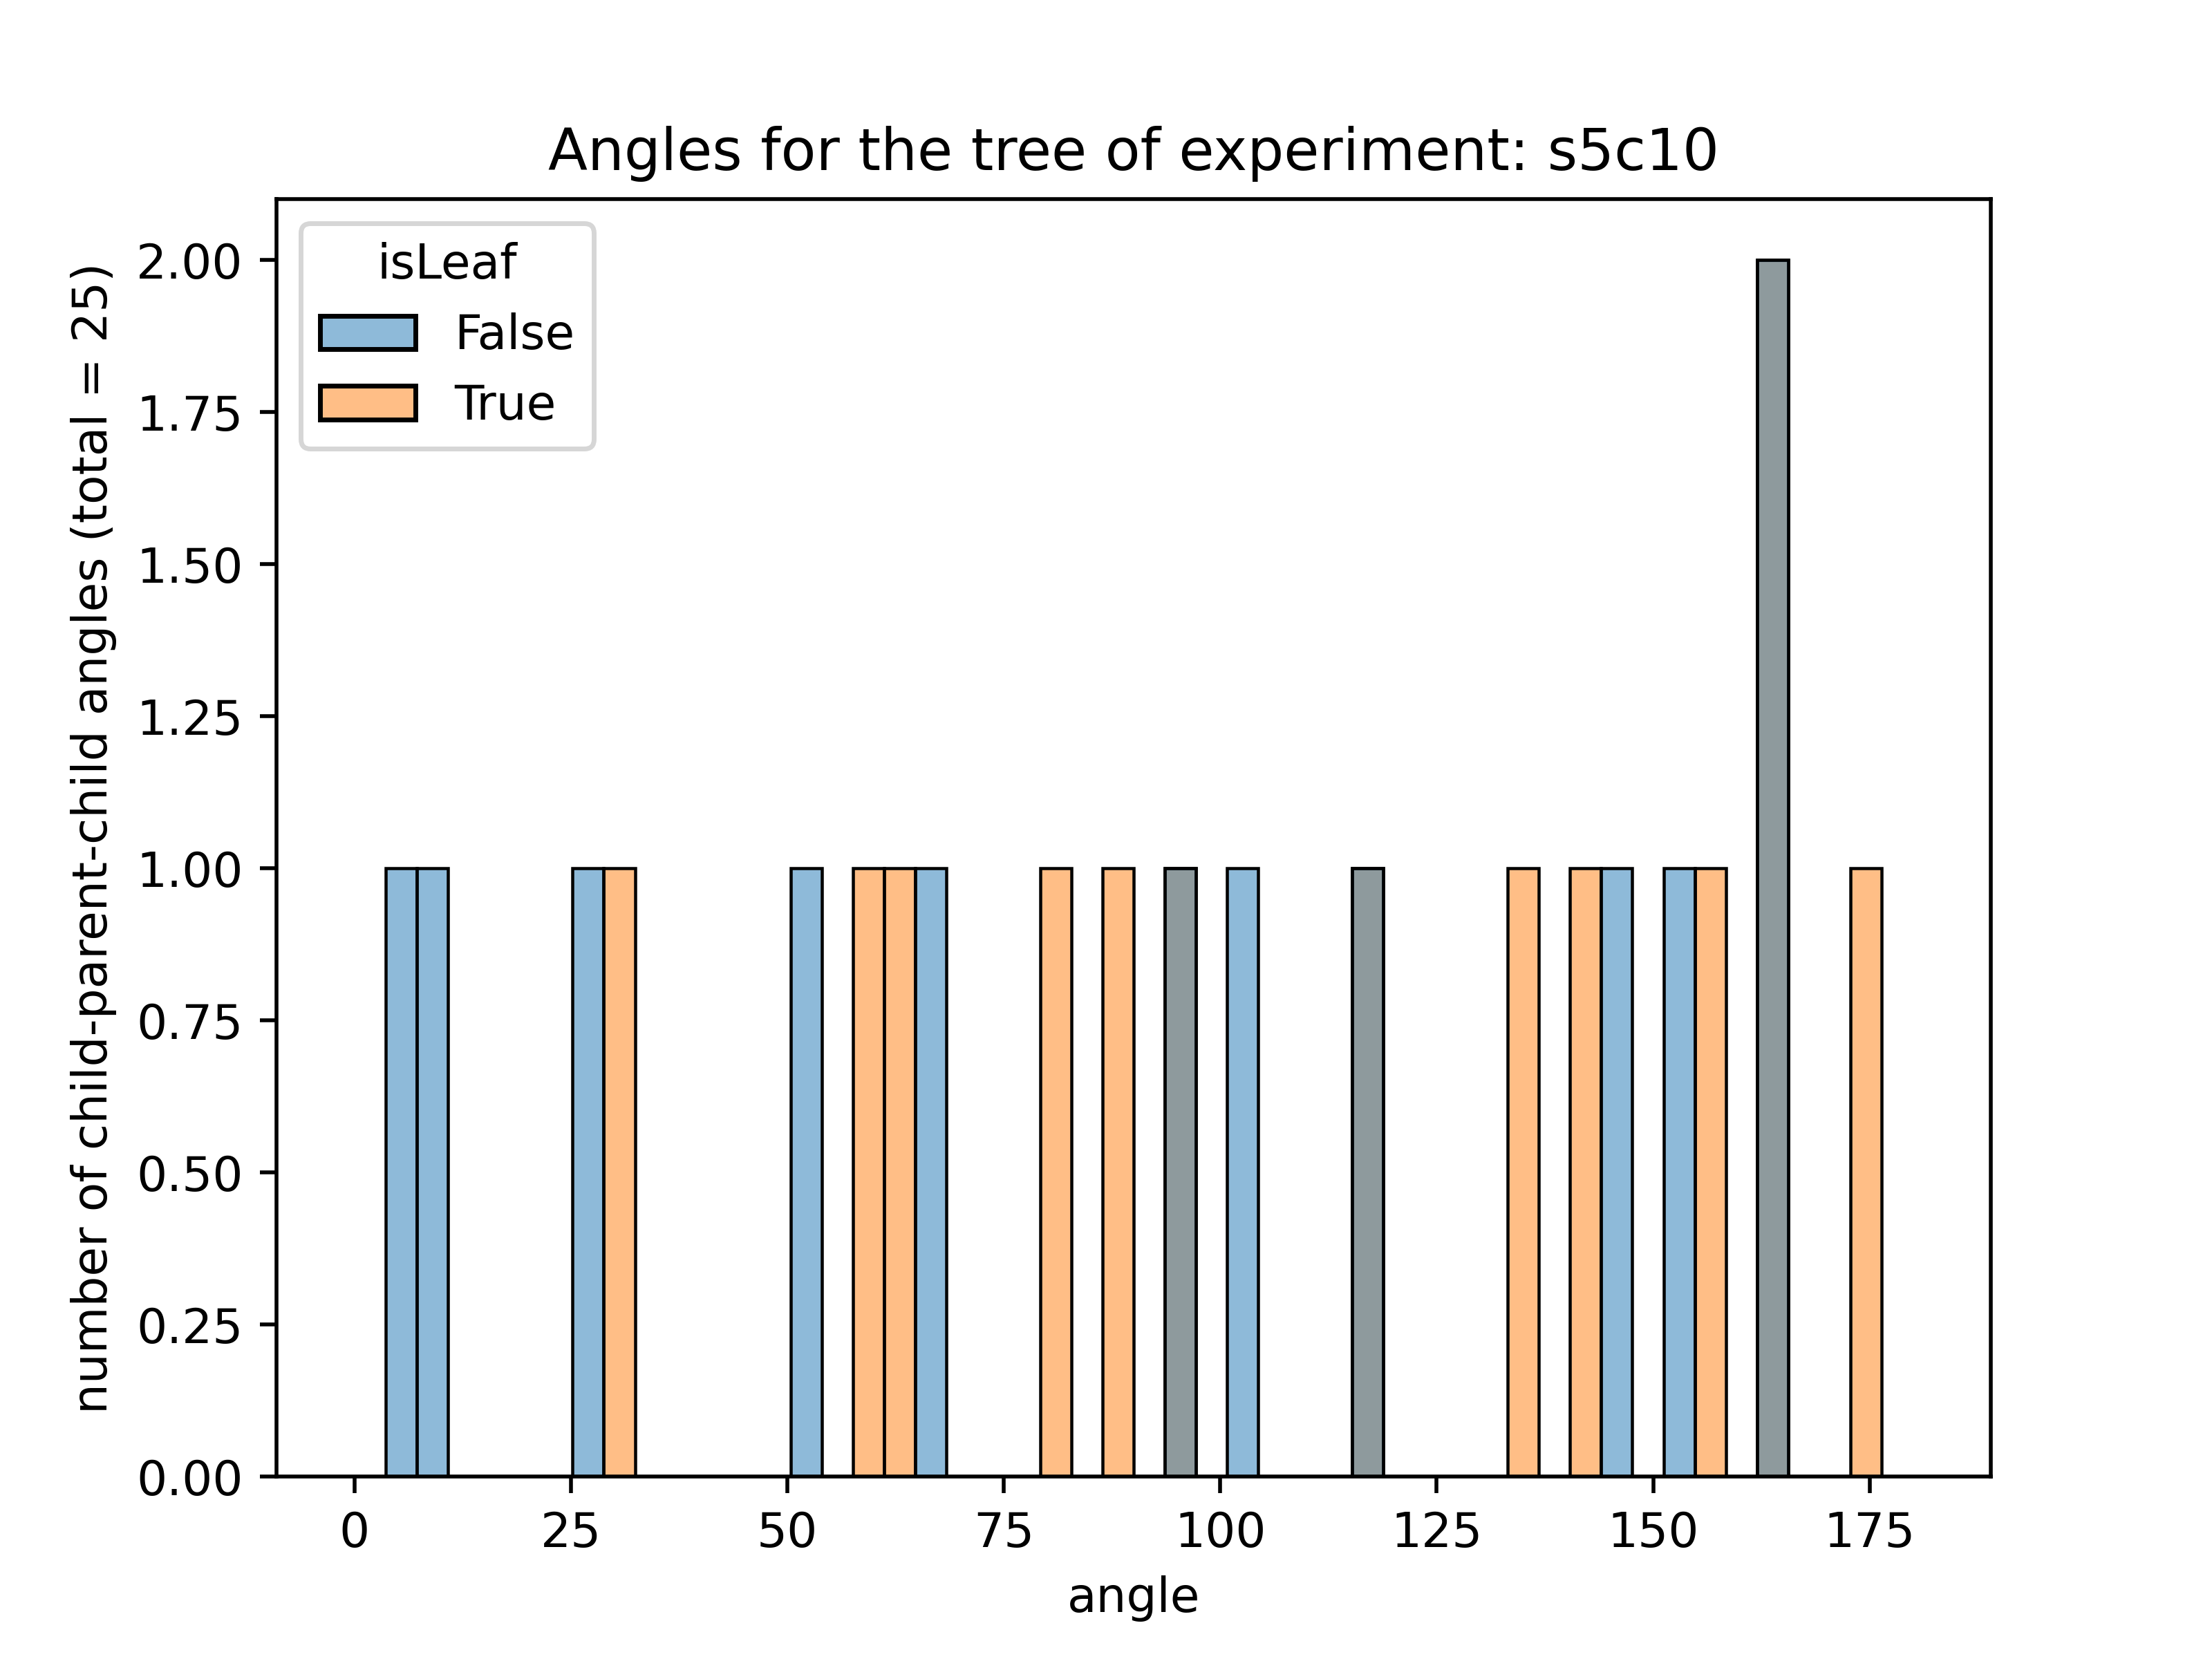 Angles for the tree of experiment: s5c10
isLeaf
False
True
number of child-parent-child angles (total = 25)
2.00
1.75
1.50
1.25
1.00
0.75
0.50
0.25
0.00
0 25 50 75 100 125 150 175
angle